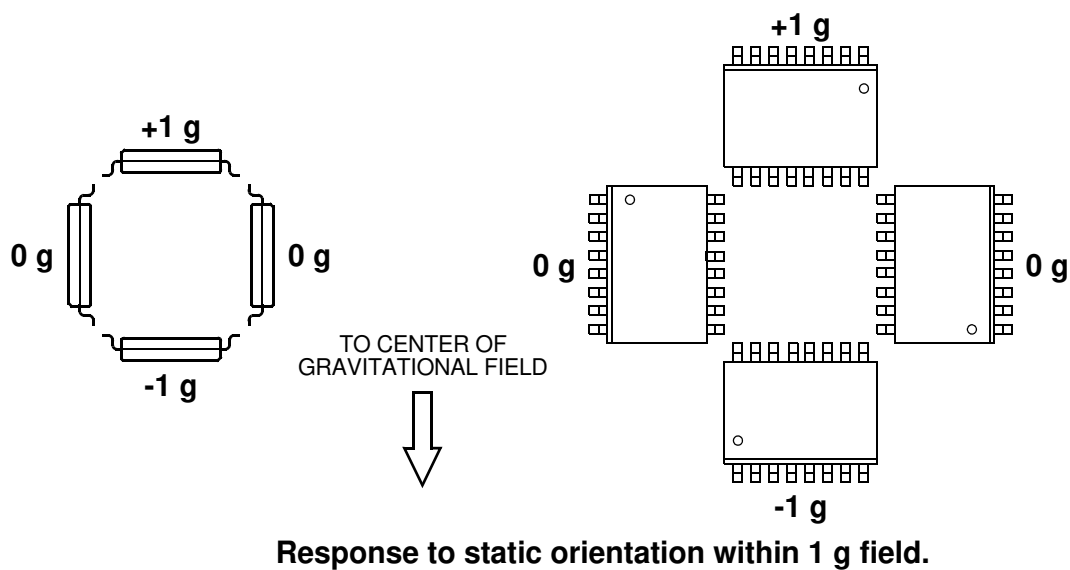 +1 g
+1 g
0 g
0 g
0 g
0 g
TO CENTER OF
GRAVITATIONAL FIELD
-1 g
-1 g
Response to static orientation within 1 g field.